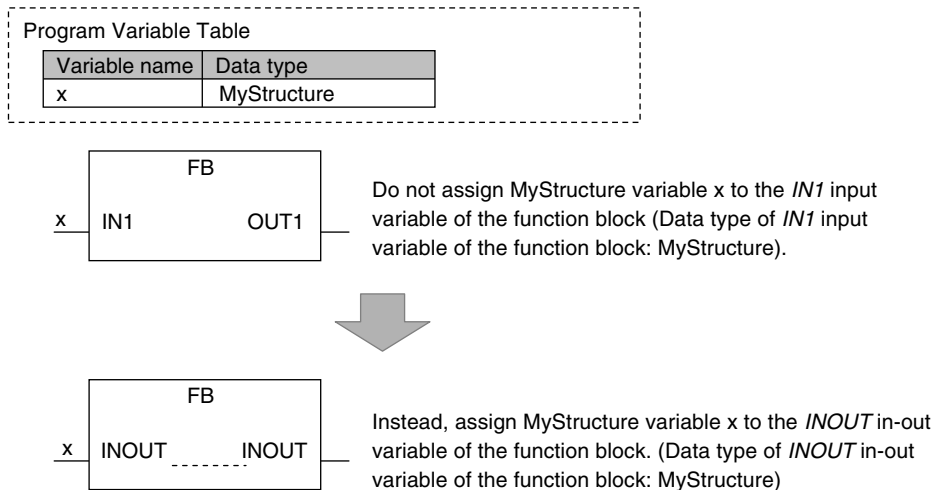 Program Variable Table
Variable name Data type
x MyStructure
FB
x IN1 OUT1
Do not assign MyStructure variable x to the IN1 input
variable of the function block (Data type of IN1 input
variable of the function block: MyStructure).
FB
x INOUT INOUT
Instead, assign MyStructure variable x to the INOUT in-out
variable of the function block. (Data type of INOUT in-out
variable of the function block: MyStructure)